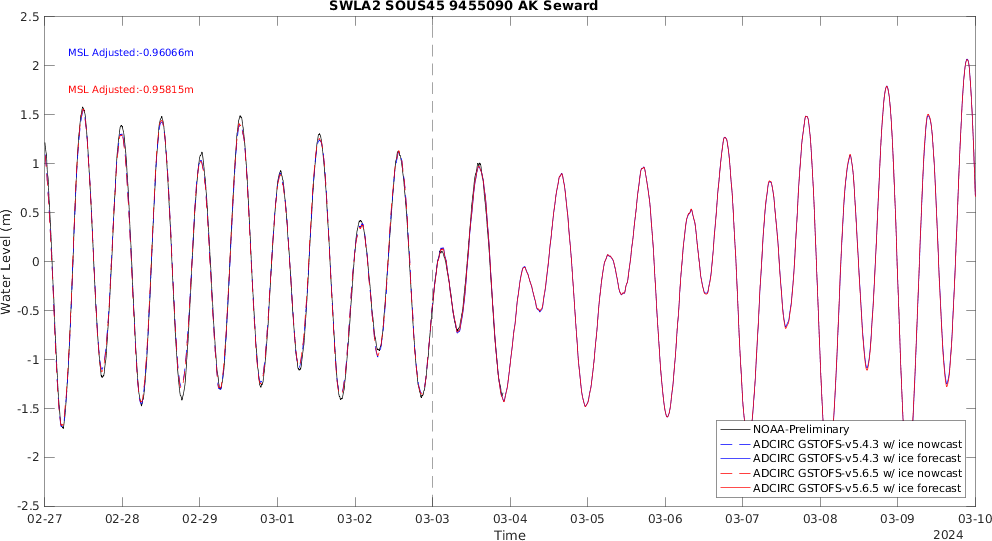 SWLA2 SOUS45 9455090 AK Seward
MSL Adjusted:-0.96066m
MSL Adjusted:-0.95815m
2.5
2
1.5
1
0.5
0
-0.5
-1
-1.5
-2
-2.5
Water Level (m)
NOAA-Preliminary
ADCIRC GSTOFS-v5.4.3 w/ ice nowcast
ADCIRC GSTOFS-v5.4.3 w/ ice forecast
ADCIRC GSTOFS-v5.6.5 w/ ice nowcast
ADCIRC GSTOFS-v5.6.5 w/ ice forecast
02-27 02-28 02-29 03-01 03-02 03-03 03-04 03-05 03-06 03-07 03-08 03-09 03-10
Time
2024